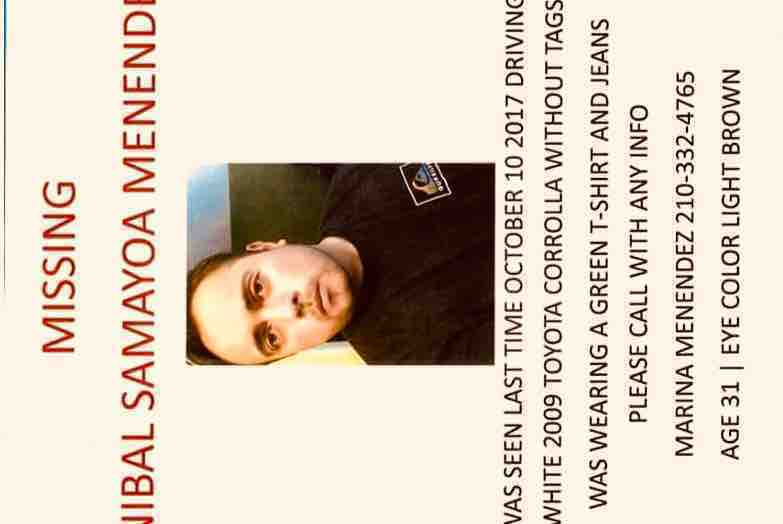 MISSING
NIBAL SAMAYOA MENENDE
WAS SEEN LAST TIME OCTOBER 10 2017 DRIVING
WHITE 2009 TOYOTA CORROLLA WITHOUT TAGS
WAS WEARING A GREEN T-SHIRT AND JEANS
PLEASE CALL WITH ANY INFO
MARINA MENENDEZ 210-332-4765
AGE 31 | EYE COLOR LIGHT BROWN